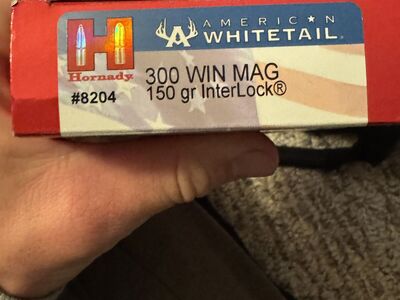 AMERICAN
WHITETAIL®
H
Hornady®
300 WIN MAG
#8204
150 gr InterLock®